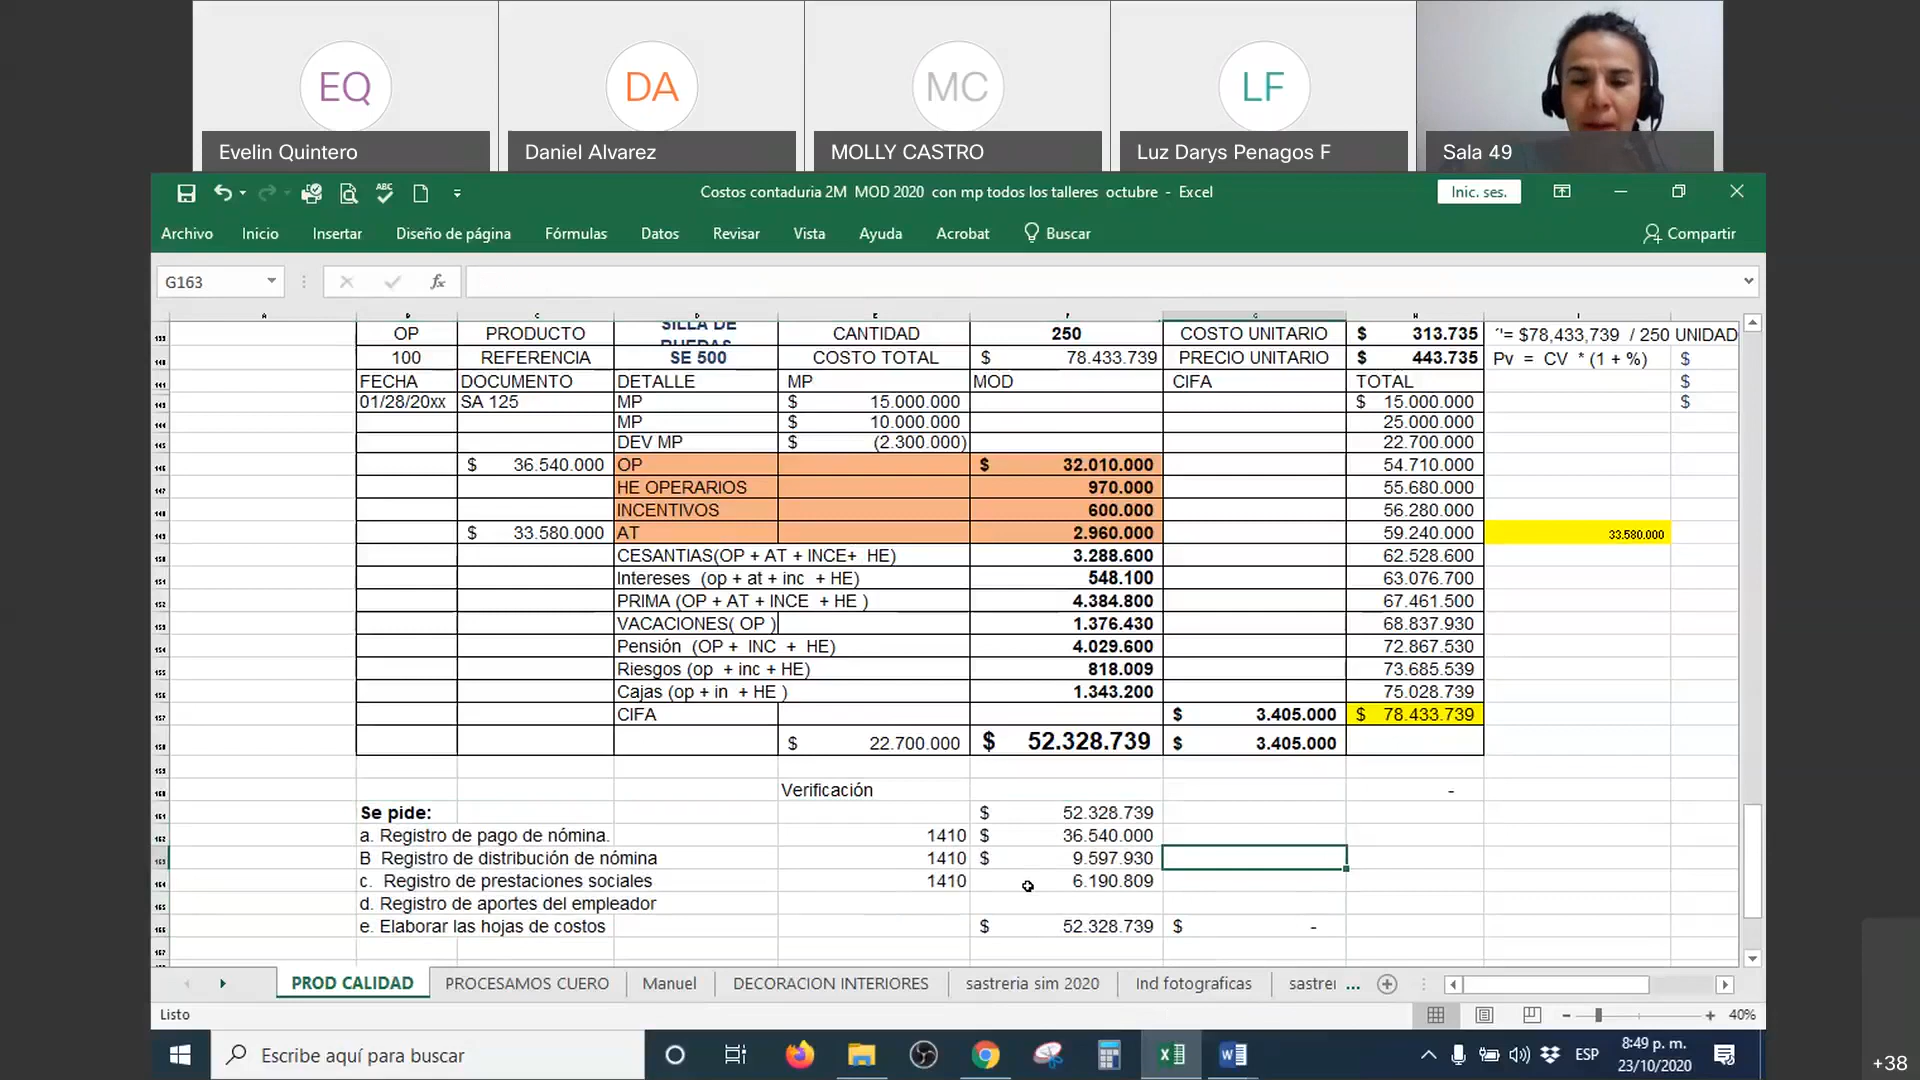 EQ DA MC LF
Evelin Quintero Daniel Alvarez MOLLY CASTRO Luz Darys Penagos F Sala 49
ABC Costos contaduria 2M MOD 2020 con mp todos los talleres octubre - Excel Inic. ses.
Archivo Inicio Insertar Diseño de página Fórmulas Datos Revisar Vista Ayuda Acrobat Buscar Compartir
G163 fx
OP PRODUCTO SILLA DE RUEDAS CANTIDAD 250 COSTO UNITARIO $ 313.735 "= $78,433,739 / 250 UNIDAD
100 REFERENCIA SE 500 COSTO TOTAL $ 78.433.739 PRECIO UNITARIO $ 443.735 Pv = CV * (1 + %) $
FECHA DOCUMENTO DETALLE MP MOD CIFA TOTAL $
01/28/20xx SA 125 MP $ 15.000.000 $ 15.000.000 $
MP $ 10.000.000 25.000.000
DEV MP $ (2.300.000) 22.700.000
$ 36.540.000 OP $ 32.010.000 54.710.000
HE OPERARIOS 970.000 55.680.000
INCENTIVOS 600.000 56.280.000
$ 33.580.000 AT 2.960.000 59.240.000 33.580.000
CESANTIAS(OP + AT + INCE+ HE) 3.288.600 62.528.600
Intereses (op + at + inc + HE) 548.100 63.076.700
PRIMA (OP + AT + INCE + HE ) 4.384.800 67.461.500
VACACIONES( OP ) 1.376.430 68.837.930
Pensión (OP + INC + HE) 4.029.600 72.867.530
Riesgos (op + inc + HE) 818.009 73.685.539
Cajas (op + in + HE ) 1.343.200 75.028.739
CIFA $ 3.405.000 $ 78.433.739
$ 22.700.000 $ 52.328.739 $ 3.405.000
Verificación -
Se pide: $ 52.328.739
a. Registro de pago de nómina. 1410 $ 36.540.000
B Registro de distribución de nómina 1410 $ 9.597.930
c. Registro de prestaciones sociales 1410 6.190.809
d. Registro de aportes del empleador
e. Elaborar las hojas de costos $ 52.328.739 $ -
PROD CALIDAD PROCESAMOS CUERO Manuel DECORACION INTERIORES sastreria sim 2020 Ind fotograficas sastrei ...
Listo 40%
Escribe aquí para buscar ESP 8:49 p. m.
23/10/2020
+38